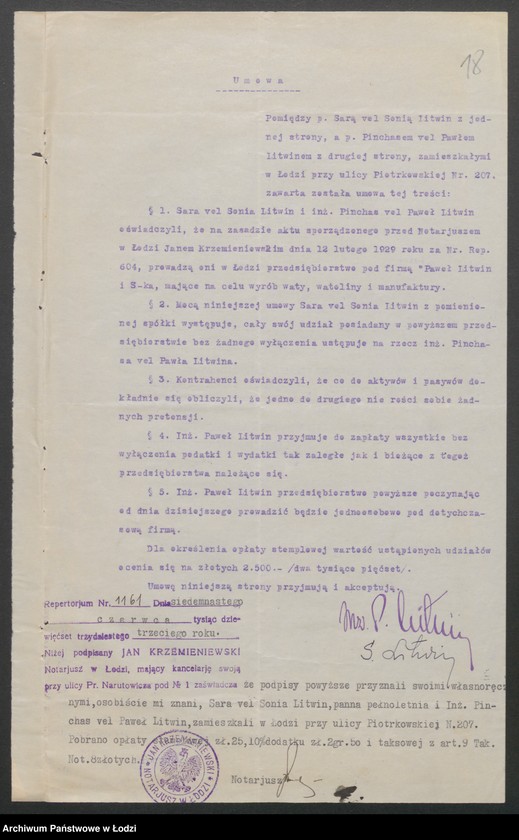 18
Umowa
Pomiędzy p. Sarą vel Sonią Litwin z jed-
nej strony, a p. Pinchasem vel Pawłem
Litwinem z drugiej strony, zamieszkałymi
w Łodzi przy ulicy Piotrkowskiej Nr. 207.
zawarta została umowa tej treści:
§ 1. Sara vel Sonia Litwin i inż. Pinchas vel Paweł Litwin
oświadczyli, że na zasadzie aktu sporządzonego przed Notarjuszem
w Łodzi Janem Krzemieniewskim dnia 12 lutego 1929 roku za Nr. Rep.
604, prowadzą oni w Łodzi przedsiębiorstwo pod firmą "Paweł Litwin
i S-ka, mające na celu wyrób waty, wateliny i manufaktury.
§ 2. Mocą niniejszej umowy Sara vel Sonia Litwin z pomienio-
nej spółki występuje, cały swój udział posiadany w powyższem przed-
siębiorstwie bez żadnego wyłączenia ustępuje na rzecz inż. Pincha-
sa vel Pawła Litwina.
§ 3. Kontrahenci oświadczyli, że co do aktywów i pasywów do-
kładnie się obliczyli, że jedno do drugiego nie rości sobie żad-
nych pretensji.
§ 4. Inż. Paweł Litwin przyjmuje do zapłaty wszystkie bez
wyłączenia podatki i wydatki tak zaległe jak i bieżące z tegoż
przedsiębiorstwa należące się.
§ 5. Inż. Paweł Litwin przedsiębiorstwo powyższe począwszy
od dnia dzisiejszego prowadzić będzie jednoosobowo pod dotychcza-
sową firmą.
Dla określenia opłaty stemplowej wartość ustąpionych udziałów
ocenia się na złotych 2.500.- /dwa tysiące pięćset/.
Umowę niniejszą strony przyjmują i akceptują.
Repertorjum Nr. 1161 Dnia siedemnastego
czerwca tysiąc dzie-
więćset trzydziestego trzeciego roku.
Niżej podpisany JAN KRZEMIENIEWSKI
Notarjusz w Łodzi, mający kancelarję swoją
przy ulicy Pr. Narutowicza pod № 1 zaświadcza że podpisy powyższe przyznali swoimi własnoręcz
nymi, osobiście mi znani, Sara vel Sonia Litwin, panna pełnoletnia i Inż. Pin-
chas vel Paweł Litwin, zamieszkali w Łodzi przy ulicy Piotrkowskiej N.207.
Pobrano opłaty zł.25, 10% dodatku zł.2gr.50 i taksowej z art.9 Tak.
Not. 8złotych.
Inż. P. Litwin
S. Litwin
JAN KRZEMIENIEWSKI
NOTARJUSZ W ŁODZI
Notarjusz
Archiwum Państwowe w Łodzi